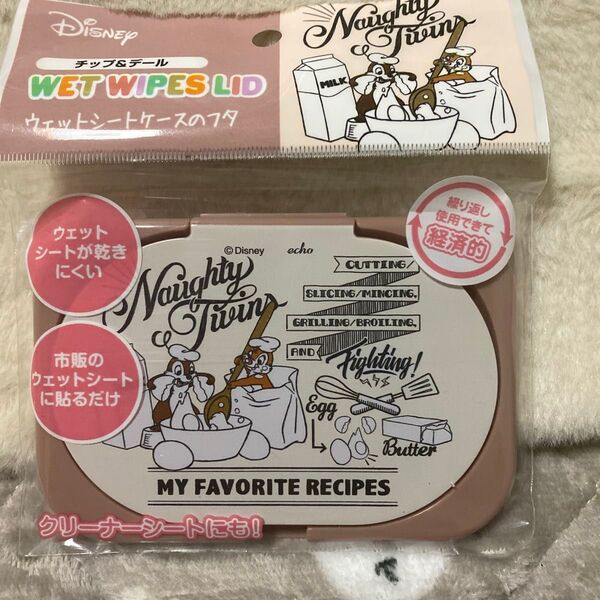 Disney
チップ&デール
WET WIPES LID
ウェットシートケースのフタ
Naughty
Twins
MILK
ウェット
シートが乾き
にくい
繰り返し
使用できて
経済的
©Disney
echo
Naughty
Twins
CUTTING/
SLICING/MINCING,
GRILLING/BROILING,
AND
Fighting!
Egg
Butter
市販の
ウェットシート
に貼るだけ
MY FAVORITE RECIPES
クリーナーシートにも!